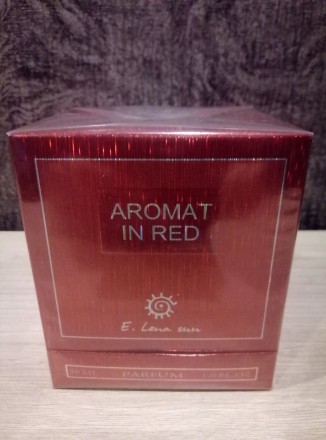 AROMAT
IN RED
E. Lena sun
PARFUM